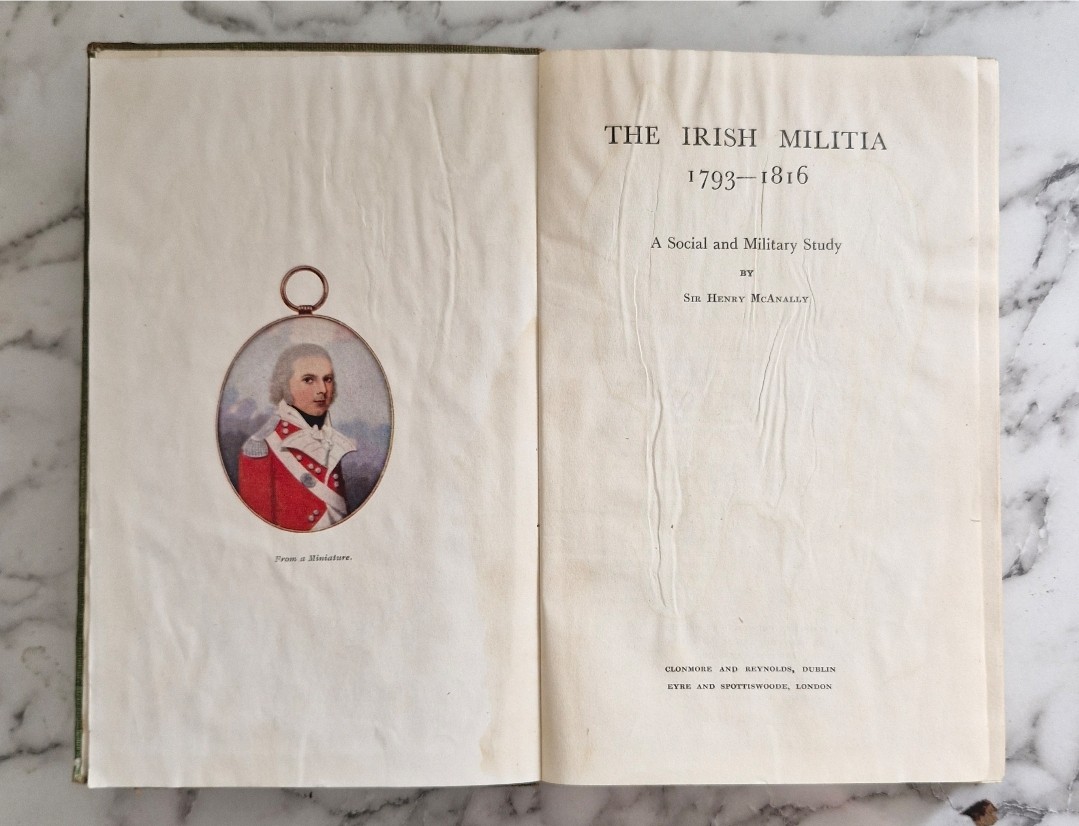 From a Miniature.
THE IRISH MILITIA
1793—1816
A Social and Military Study
BY
SIR HENRY MCANALLY
CLONMORE AND REYNOLDS, DUBLIN
EYRE AND SPOTTISWOODE, LONDON